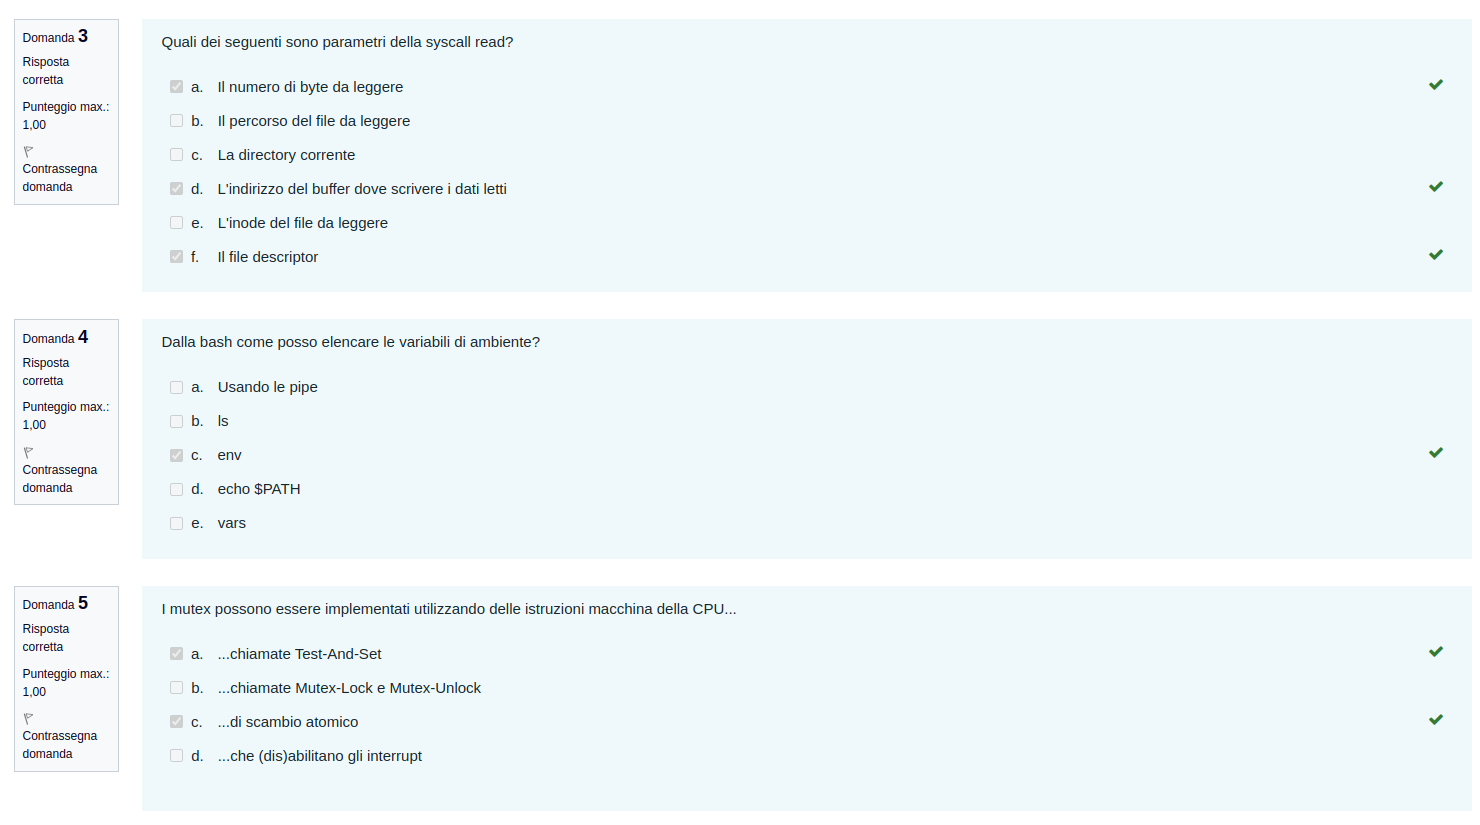 Domanda 3
Risposta
corretta
Punteggio max.:
1,00
Contrassegna
domanda
Quali dei seguenti sono parametri della syscall read?
a. Il numero di byte da leggere
b. Il percorso del file da leggere
c. La directory corrente
d. L'indirizzo del buffer dove scrivere i dati letti
e. L'inode del file da leggere
f. Il file descriptor
Domanda 4
Risposta
corretta
Punteggio max.:
1,00
Contrassegna
domanda
Dalla bash come posso elencare le variabili di ambiente?
a. Usando le pipe
b. ls
c. env
d. echo $PATH
e. vars
Domanda 5
Risposta
corretta
Punteggio max.:
1,00
Contrassegna
domanda
I mutex possono essere implementati utilizzando delle istruzioni macchina della CPU...
a. ...chiamate Test-And-Set
b. ...chiamate Mutex-Lock e Mutex-Unlock
c. ...di scambio atomico
d. ...che (dis)abilitano gli interrupt